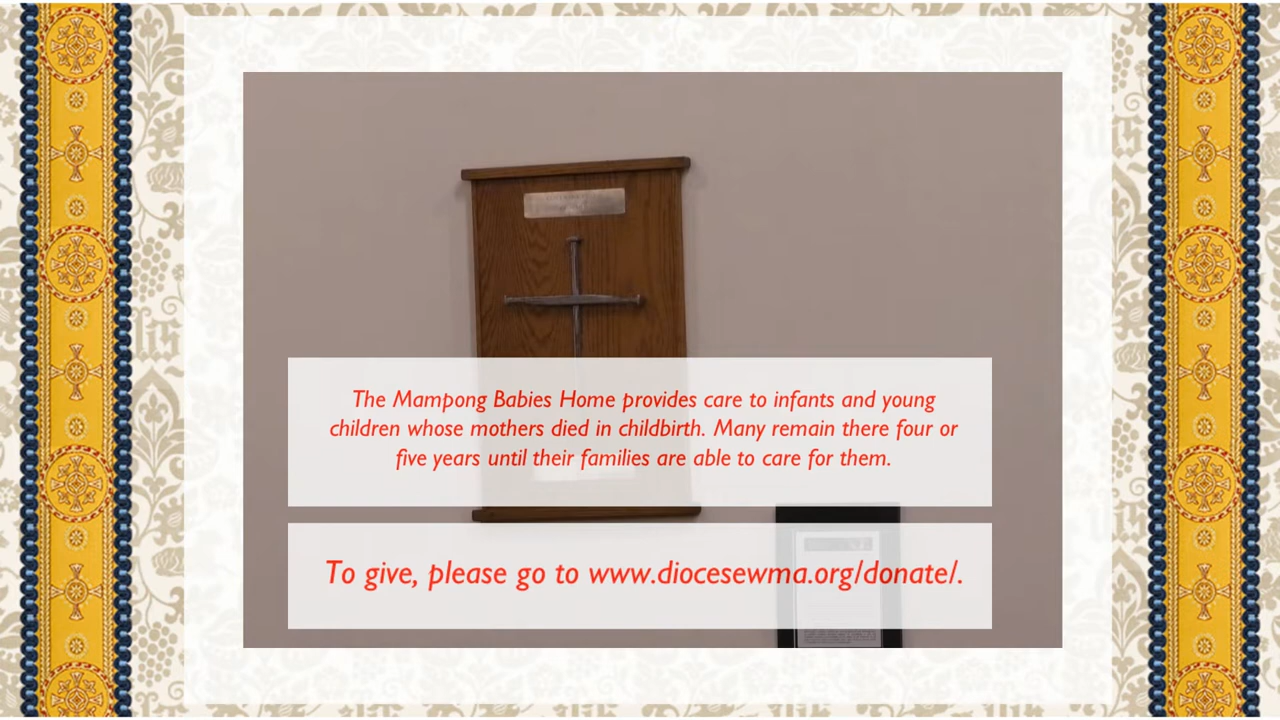 The Mampong Babies Home provides care to infants and young
children whose mothers died in childbirth. Many remain there four or
five years until their families are able to care for them.
To give, please go to www.diocesewma.org/donate/.